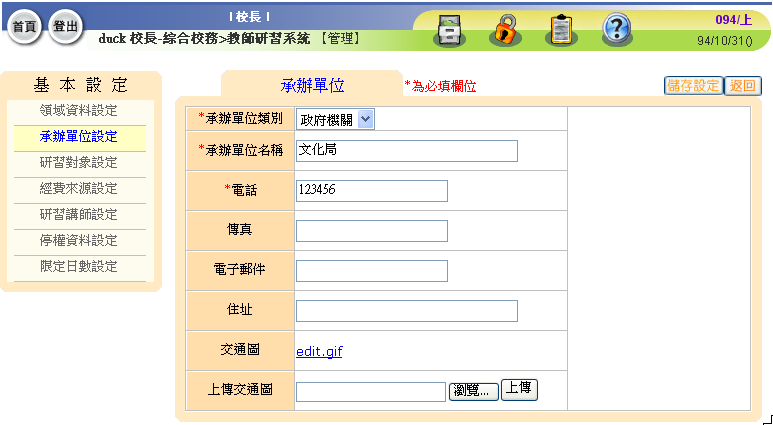 首頁 登出 I 校長 I 094/上
duck 校長-綜合校務>教師研習系統 【管理】 94/10/31()
基 本 設 定
領域資料設定
承辦單位設定
研習對象設定
經費來源設定
研習講師設定
停權資料設定
限定日數設定
承辦單位 *為必填欄位 儲存設定 返回
*承辦單位類別 政府機關
*承辦單位名稱 文化局
*電話 123456
傳真
電子郵件
住址
交通圖 edit.gif
上傳交通圖 瀏覽... 上傳